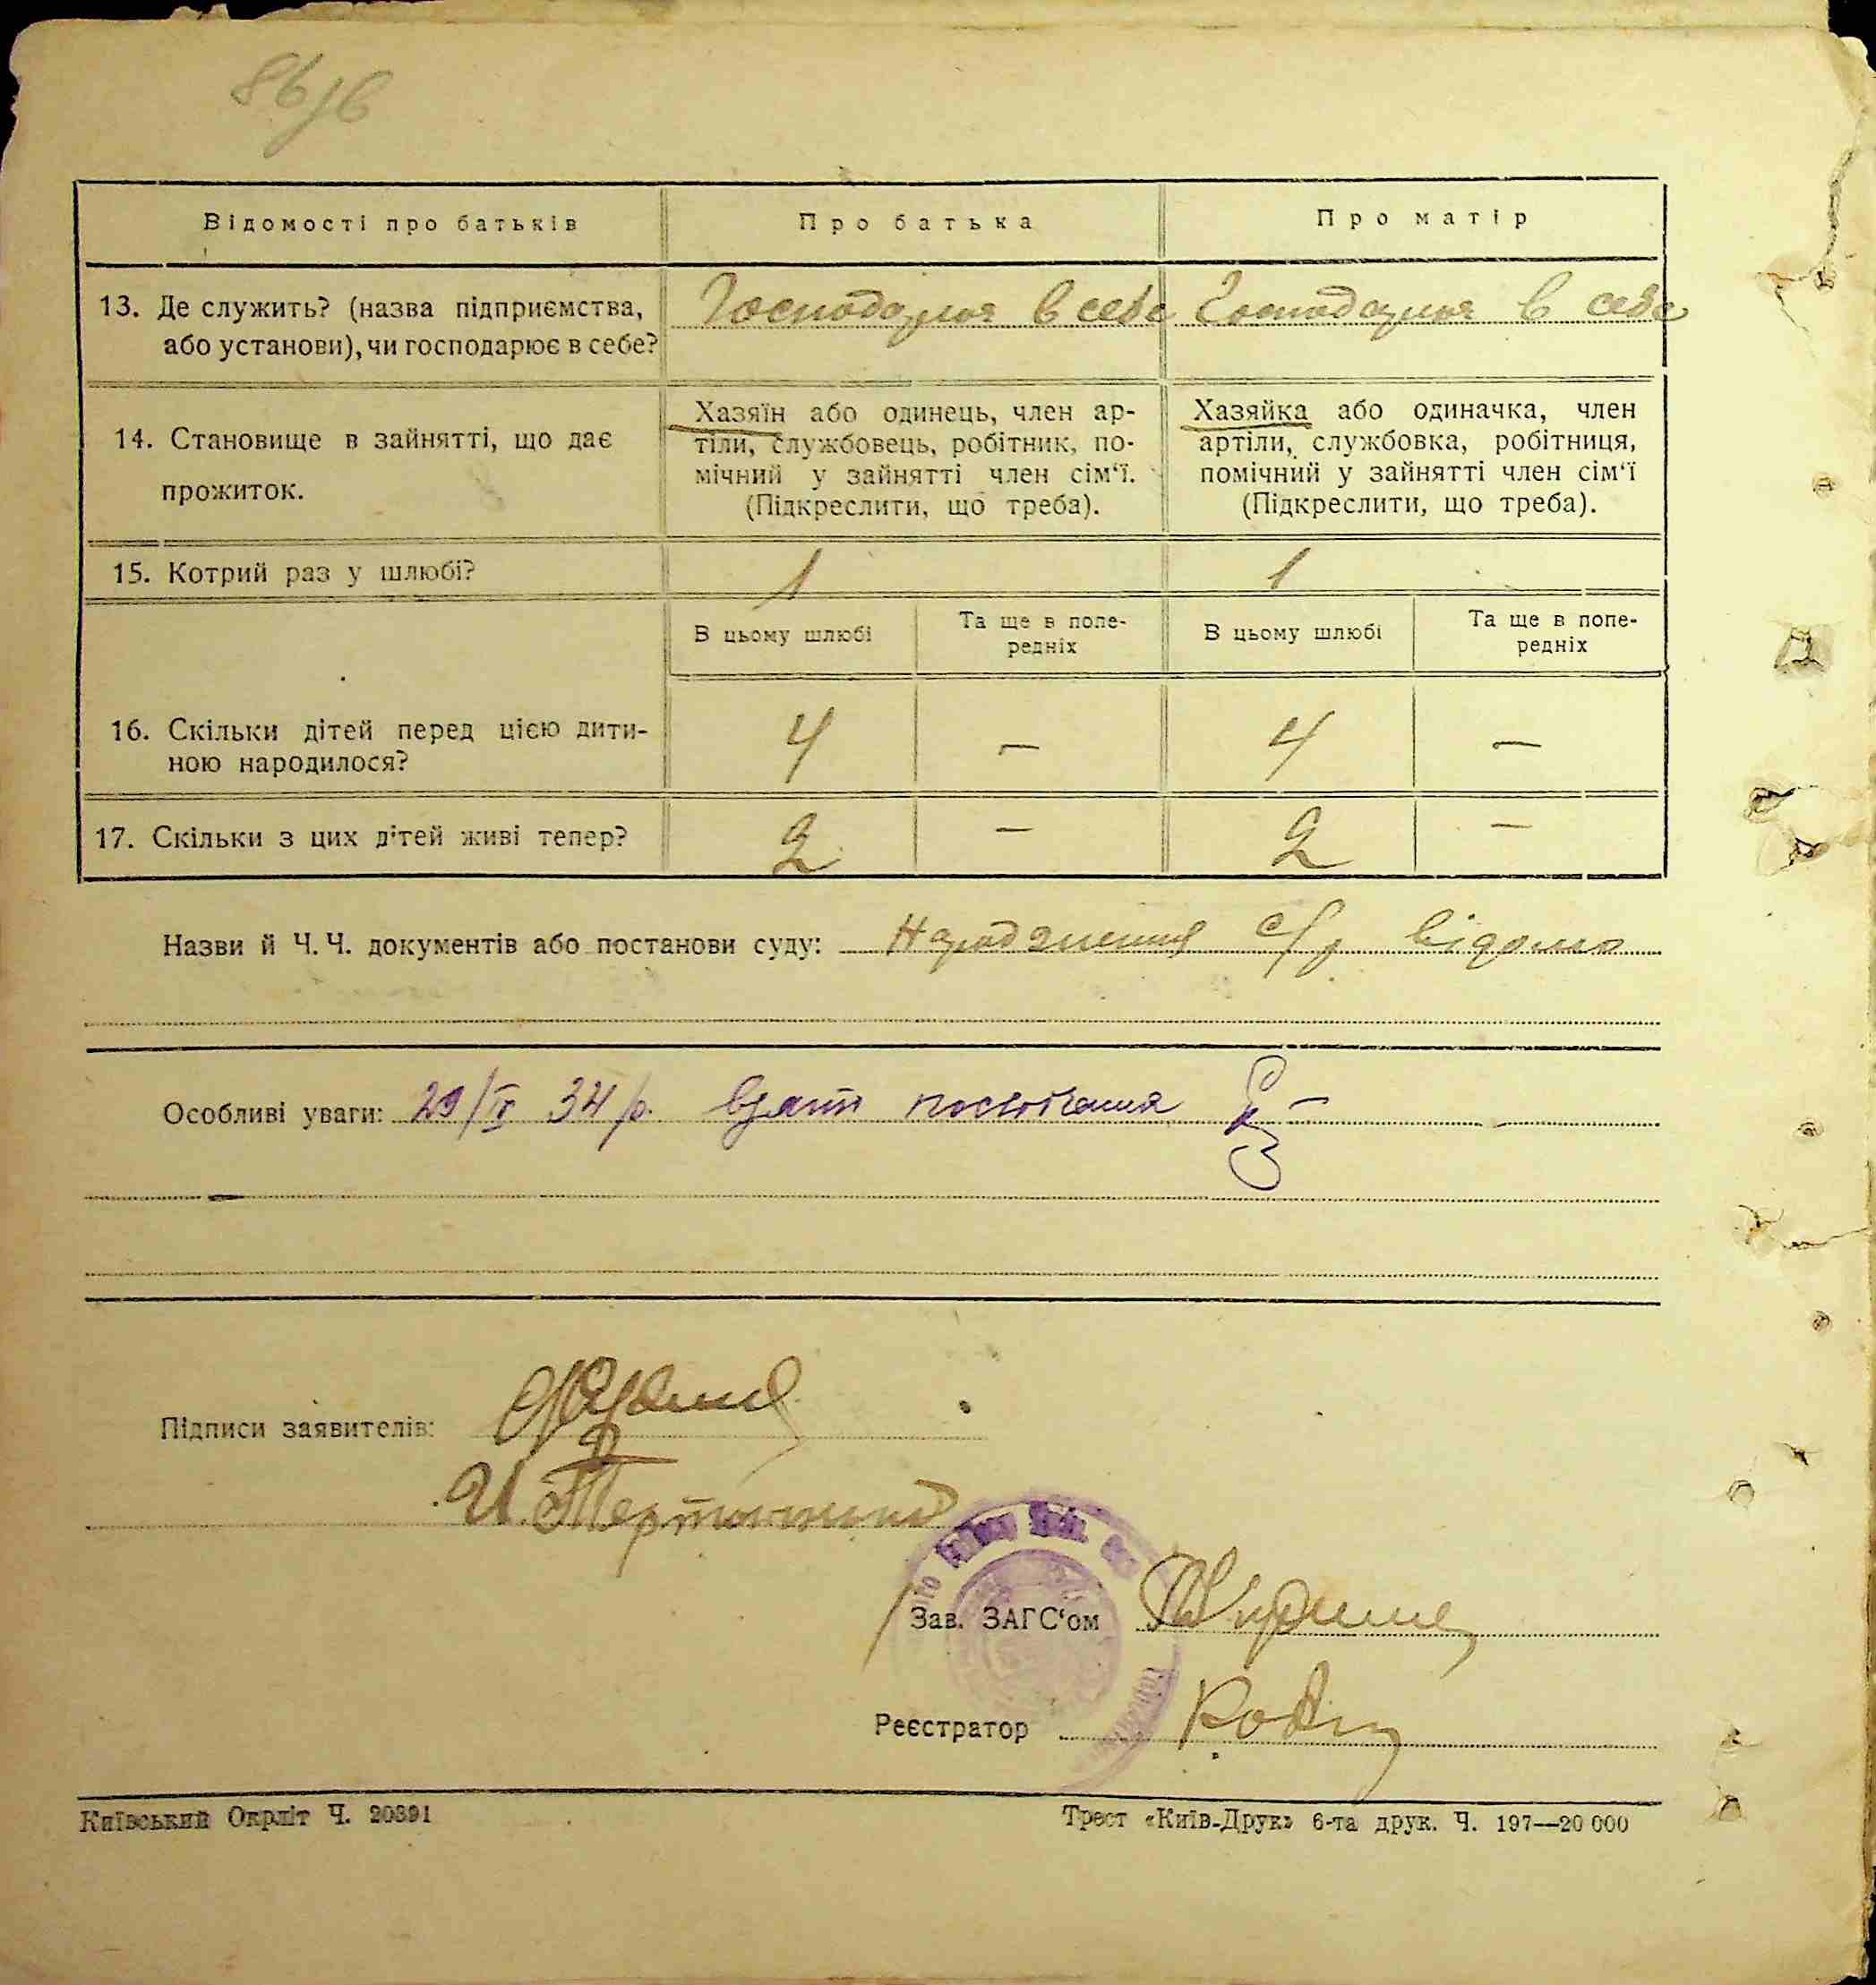 Відомості про батьків
Про батька
Про матір
13. Де служить? (назва підприємства,
або установи), чи господарює в себе?
в себе
в себе
14. Становище в зайнятті, що дає
прожиток.
Хазяїн або одинець, член ар-
тіли, службовець, робітник, по-
мічний у зайнятті член сім'ї.
(Підкреслити, що треба).
Хазяйка або одиначка, член
артіли, службовка, робітниця,
помічний у зайнятті член сім'ї
(Підкреслити, що треба).
15. Котрий раз у шлюбі?
1
1
В цьому шлюбі
Та ще в попе-
редніх
В цьому шлюбі
Та ще в попе-
редніх
16. Скільки дітей перед цією дити-
ною народилося?
4
—
4
—
17. Скільки з цих дітей живі тепер?
2
—
2
—
Назви й Ч. Ч. документів або постанови суду: Народження с/р відомо
Особливі уваги: 29/IV 34 р.
Підписи заявителів:
Зав. ЗАГС'ом
Реєстратор
Київський Окрліт Ч. 20391
Трест «Київ-Друк» 6-та друк. Ч. 197—20 000